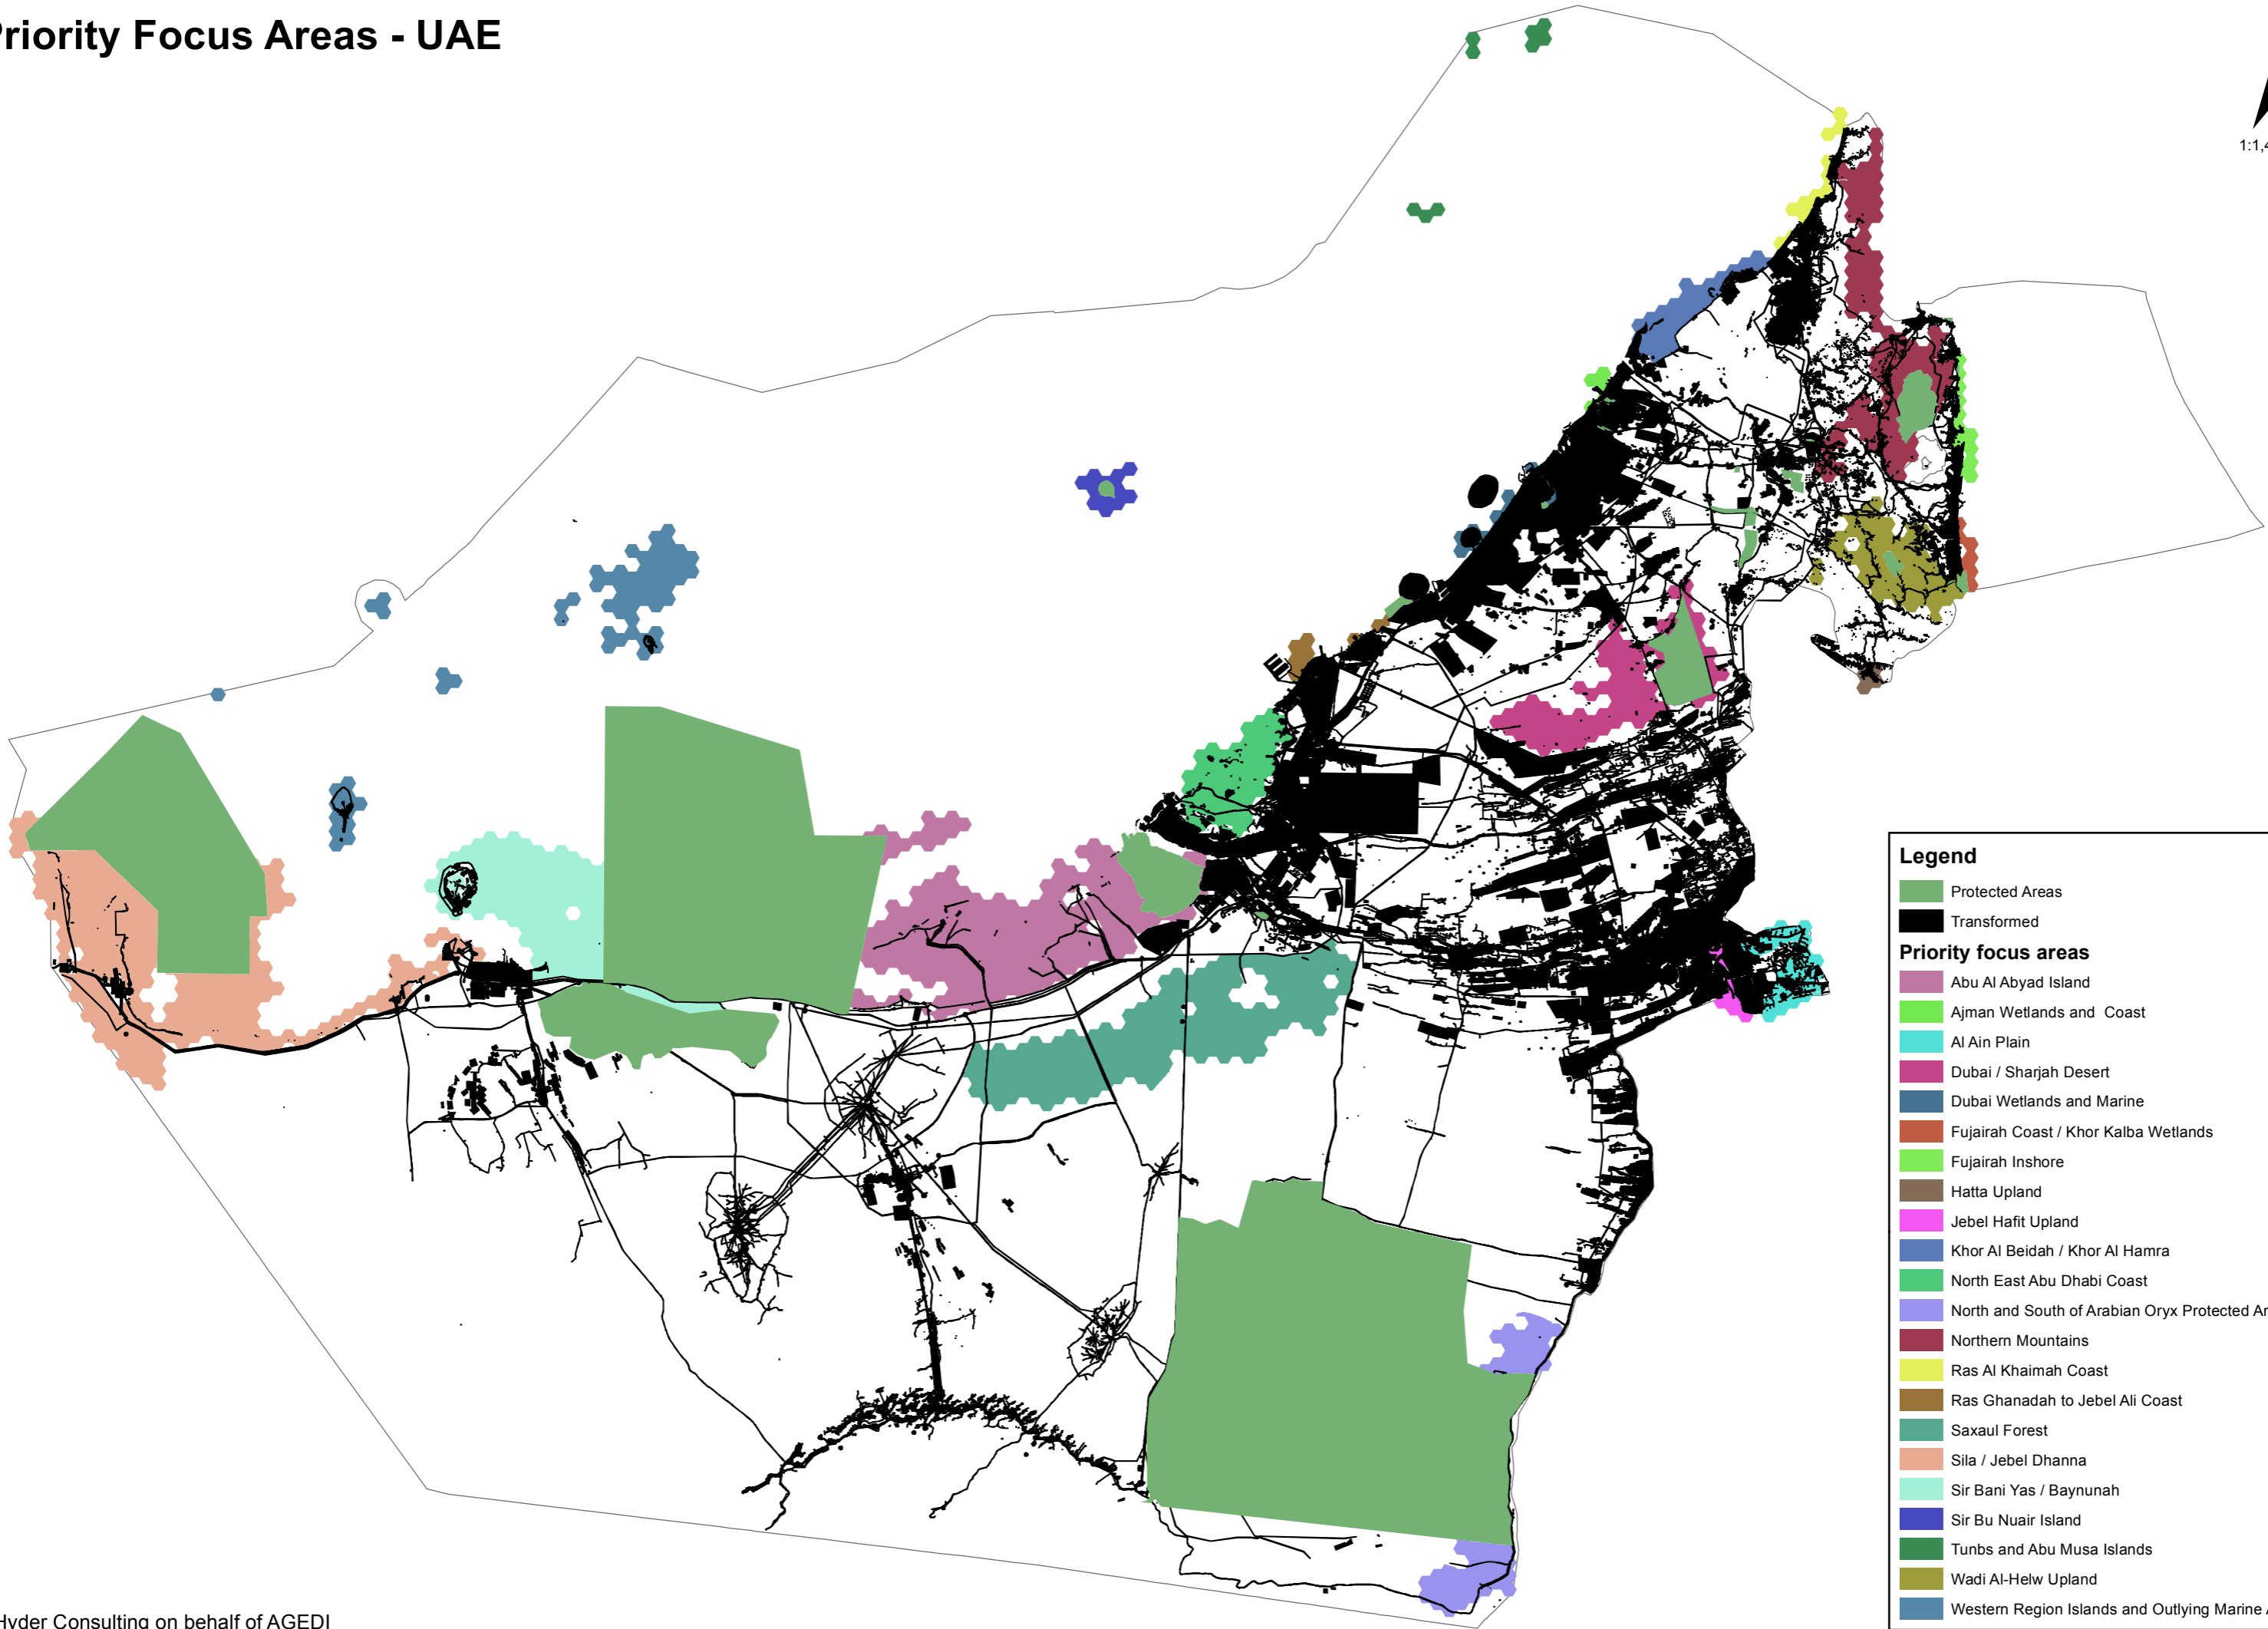 Priority Focus Areas - UAE
1:1,4
Legend
Protected Areas
Transformed
Priority focus areas
Abu Al Abyad Island
Ajman Wetlands and Coast
Al Ain Plain
Dubai / Sharjah Desert
Dubai Wetlands and Marine
Fujairah Coast / Khor Kalba Wetlands
Fujairah Inshore
Hatta Upland
Jebel Hafit Upland
Khor Al Beidah / Khor Al Hamra
North East Abu Dhabi Coast
North and South of Arabian Oryx Protected Ar
Northern Mountains
Ras Al Khaimah Coast
Ras Ghanadah to Jebel Ali Coast
Saxaul Forest
Sila / Jebel Dhanna
Sir Bani Yas / Baynunah
Sir Bu Nuair Island
Tunbs and Abu Musa Islands
Wadi Al-Helw Upland
Western Region Islands and Outlying Marine
Hyder Consulting on behalf of AGEDI